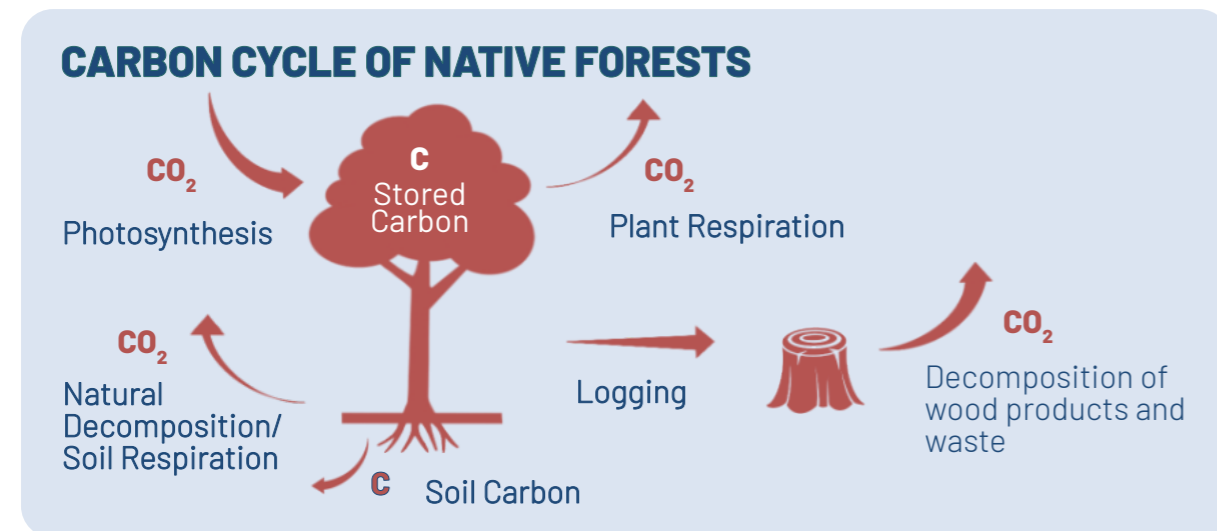 CARBON CYCLE OF NATIVE FORESTS
CO₂
Photosynthesis
C
Stored
Carbon
CO₂
Plant Respiration
CO₂
Natural
Decomposition/
Soil Respiration
C
Soil Carbon
Logging
CO₂
Decomposition of
wood products and
waste